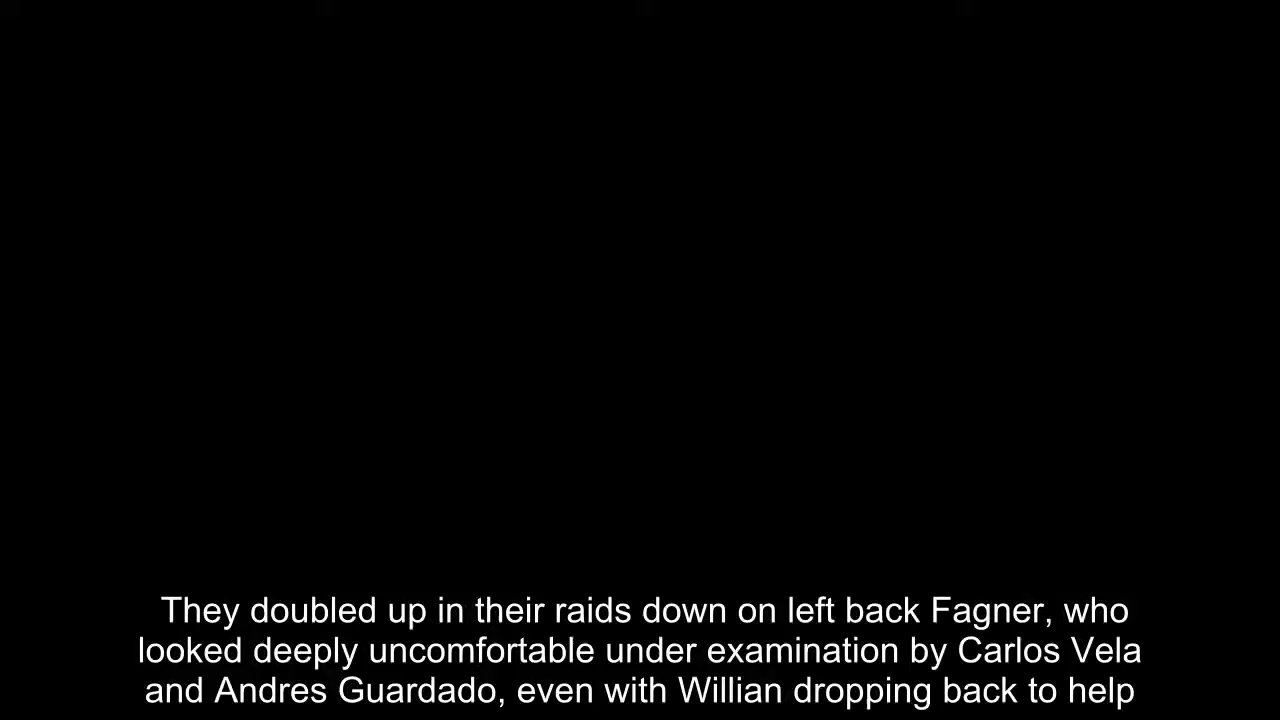 They doubled up in their raids down on left back Fagner, who
looked deeply uncomfortable under examination by Carlos Vela
and Andres Guardado, even with Willian dropping back to help